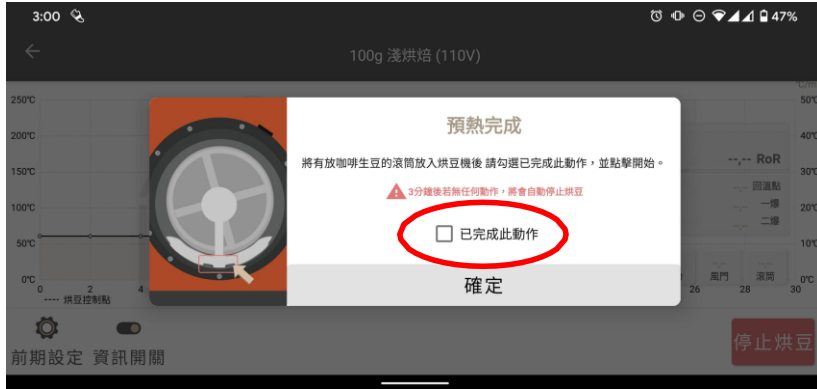 3:00
47%
100g 淺烘焙 (110V)
℃/m
250℃
50℃
預熱完成
200℃
40℃
將有放咖啡生豆的滾筒放入烘豆機後 請勾選已完成此動作，並點擊開始。
--,-- RoR
150℃
30℃
3分鐘後若無任何動作，將會自動停止烘豆
--.-- 回溫點
--.-- 一爆
100℃
20℃
--.-- 二爆
已完成此動作
50℃
10℃
確定
風門
滾筒
0℃
0℃
0 2 4 26 28 30
---- 烘豆控制點
前期設定 資訊開關
停止烘豆